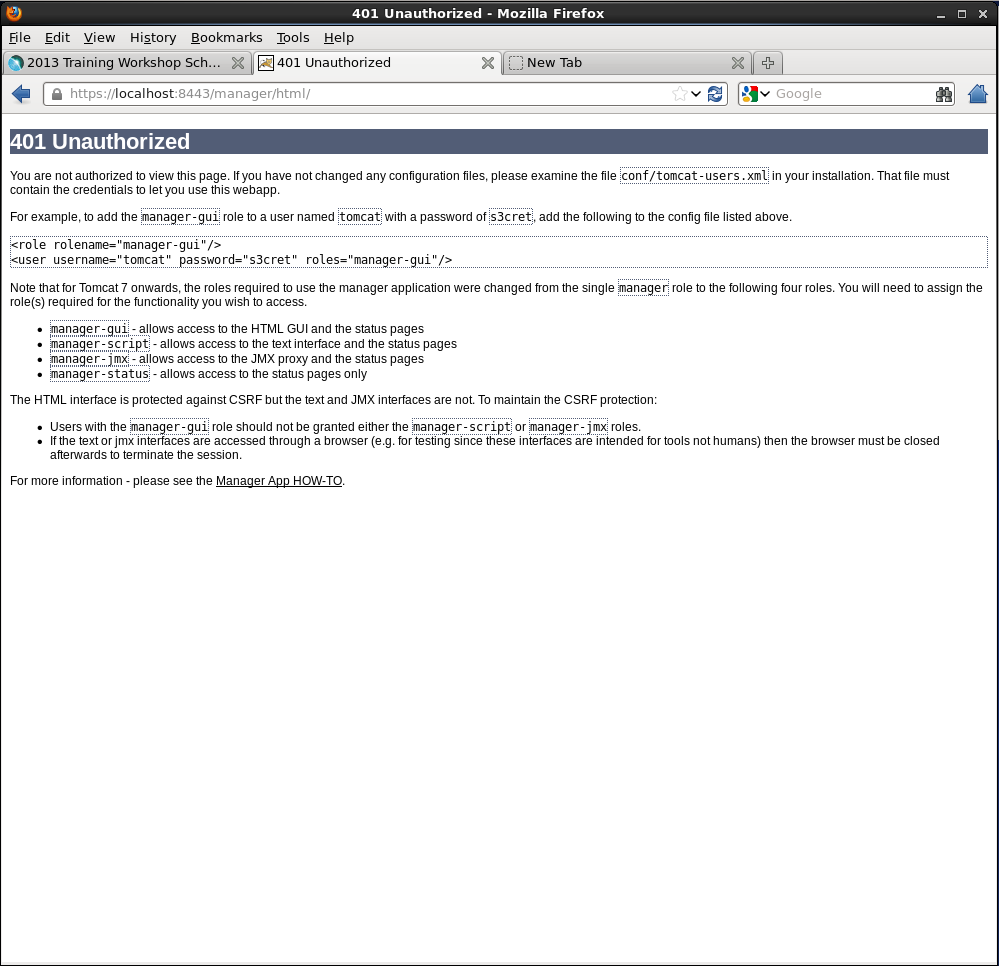 401 Unauthorized - Mozilla Firefox
File Edit View History Bookmarks Tools Help
2013 Training Workshop Sch... 401 Unauthorized New Tab
https://localhost:8443/manager/html/ Google
401 Unauthorized
You are not authorized to view this page. If you have not changed any configuration files, please examine the file conf/tomcat-users.xml in your installation. That file must
contain the credentials to let you use this webapp.
For example, to add the manager-gui role to a user named tomcat with a password of s3cret, add the following to the config file listed above.
<role rolename="manager-gui"/>
<user username="tomcat" password="s3cret" roles="manager-gui"/>
Note that for Tomcat 7 onwards, the roles required to use the manager application were changed from the single manager role to the following four roles. You will need to assign the
role(s) required for the functionality you wish to access.
• manager-gui - allows access to the HTML GUI and the status pages
• manager-script - allows access to the text interface and the status pages
• manager-jmx - allows access to the JMX proxy and the status pages
• manager-status - allows access to the status pages only
The HTML interface is protected against CSRF but the text and JMX interfaces are not. To maintain the CSRF protection:
• Users with the manager-gui role should not be granted either the manager-script or manager-jmx roles.
• If the text or jmx interfaces are accessed through a browser (e.g. for testing since these interfaces are intended for tools not humans) then the browser must be closed
afterwards to terminate the session.
For more information - please see the Manager App HOW-TO.